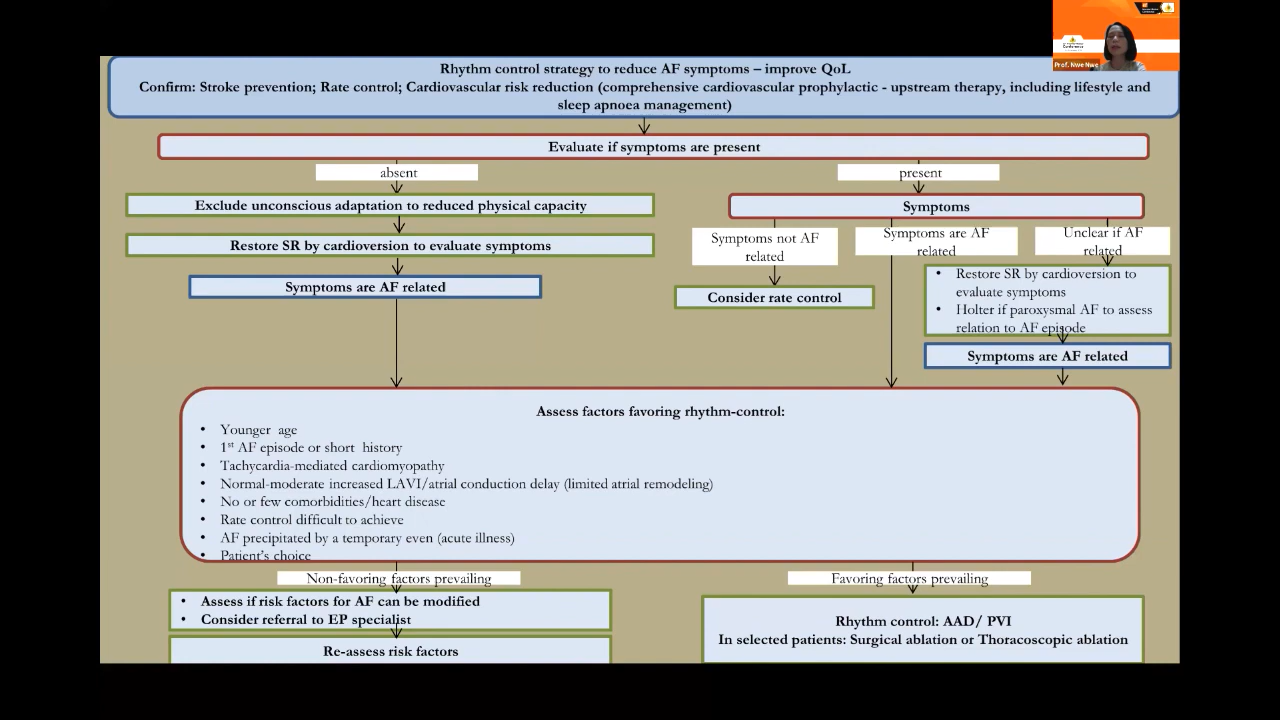 Prof. Nwe Nwe
Rhythm control strategy to reduce AF symptoms – improve QoL
Confirm: Stroke prevention; Rate control; Cardiovascular risk reduction (comprehensive cardiovascular prophylactic - upstream therapy, including lifestyle and
sleep apnoea management)
Evaluate if symptoms are present
absent
present
Exclude unconscious adaptation to reduced physical capacity
Restore SR by cardioversion to evaluate symptoms
Symptoms are AF related
Symptoms
Symptoms not AF
related
Consider rate control
Symptoms are AF
related
Unclear if AF
related
• Restore SR by cardioversion to
evaluate symptoms
• Holter if paroxysmal AF to assess
relation to AF episode
Symptoms are AF related
Assess factors favoring rhythm-control:
• Younger age
• 1st AF episode or short history
• Tachycardia-mediated cardiomyopathy
• Normal-moderate increased LAVI/atrial conduction delay (limited atrial remodeling)
• No or few comorbidities/heart disease
• Rate control difficult to achieve
• AF precipitated by a temporary even (acute illness)
• Patient's choice
Non-favoring factors prevailing
• Assess if risk factors for AF can be modified
• Consider referral to EP specialist
Re-assess risk factors
Favoring factors prevailing
Rhythm control: AAD/ PVI
In selected patients: Surgical ablation or Thoracoscopic ablation